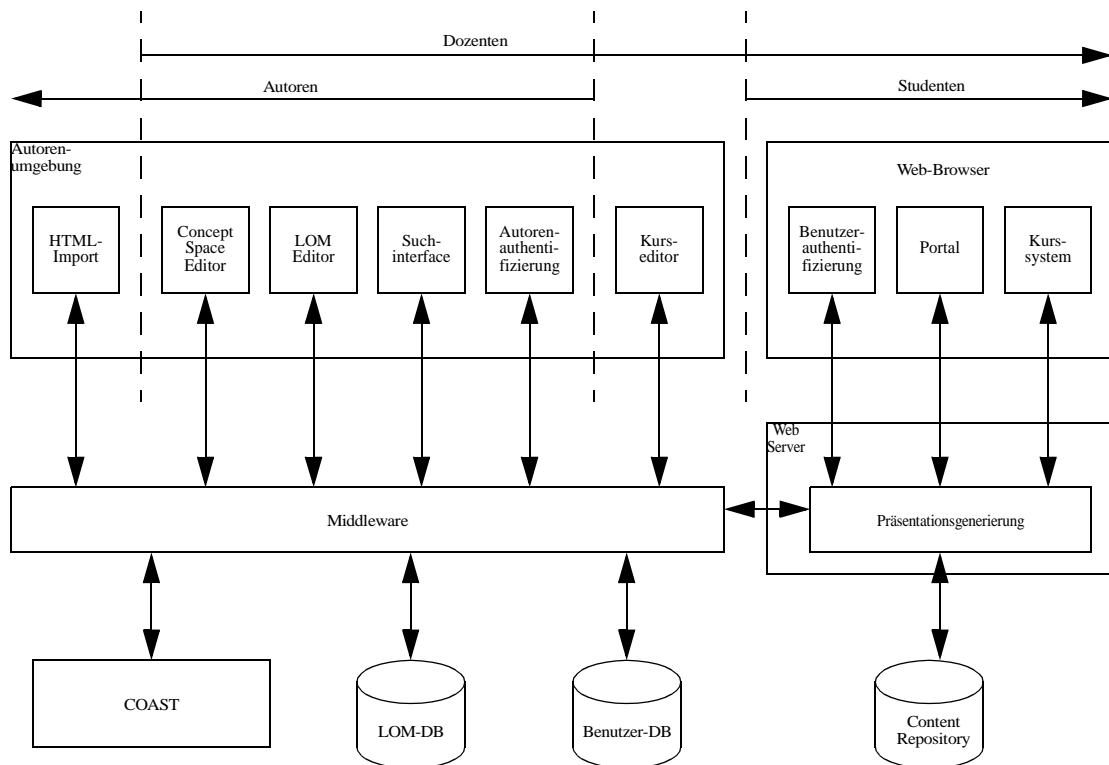 Dozenten
Autoren
Studenten
Autoren-
umgebung
Web-Browser
HTML-
Import
Concept
Space
Editor
LOM
Editor
Such-
interface
Autoren-
authenti-
fizierung
Kurs-
editor
Benutzer-
authenti-
fizierung
Portal
Kurs-
system
Web
Server
Middleware
Präsentationsgenerierung
COAST
LOM-DB
Benutzer-DB
Content
Repository